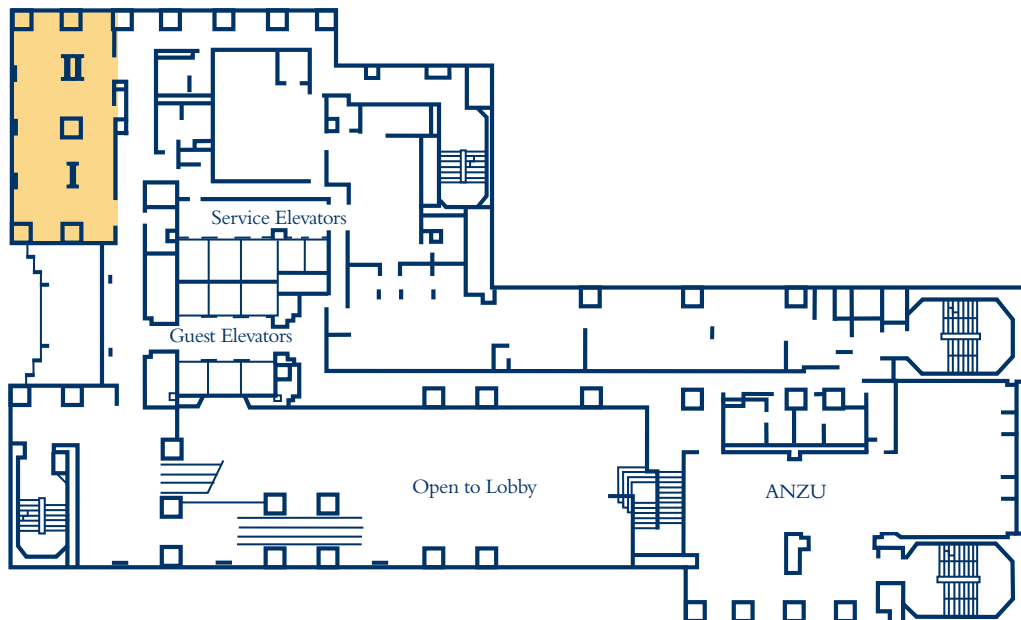 II
I
Service Elevators
Guest Elevators
Open to Lobby
ANZU